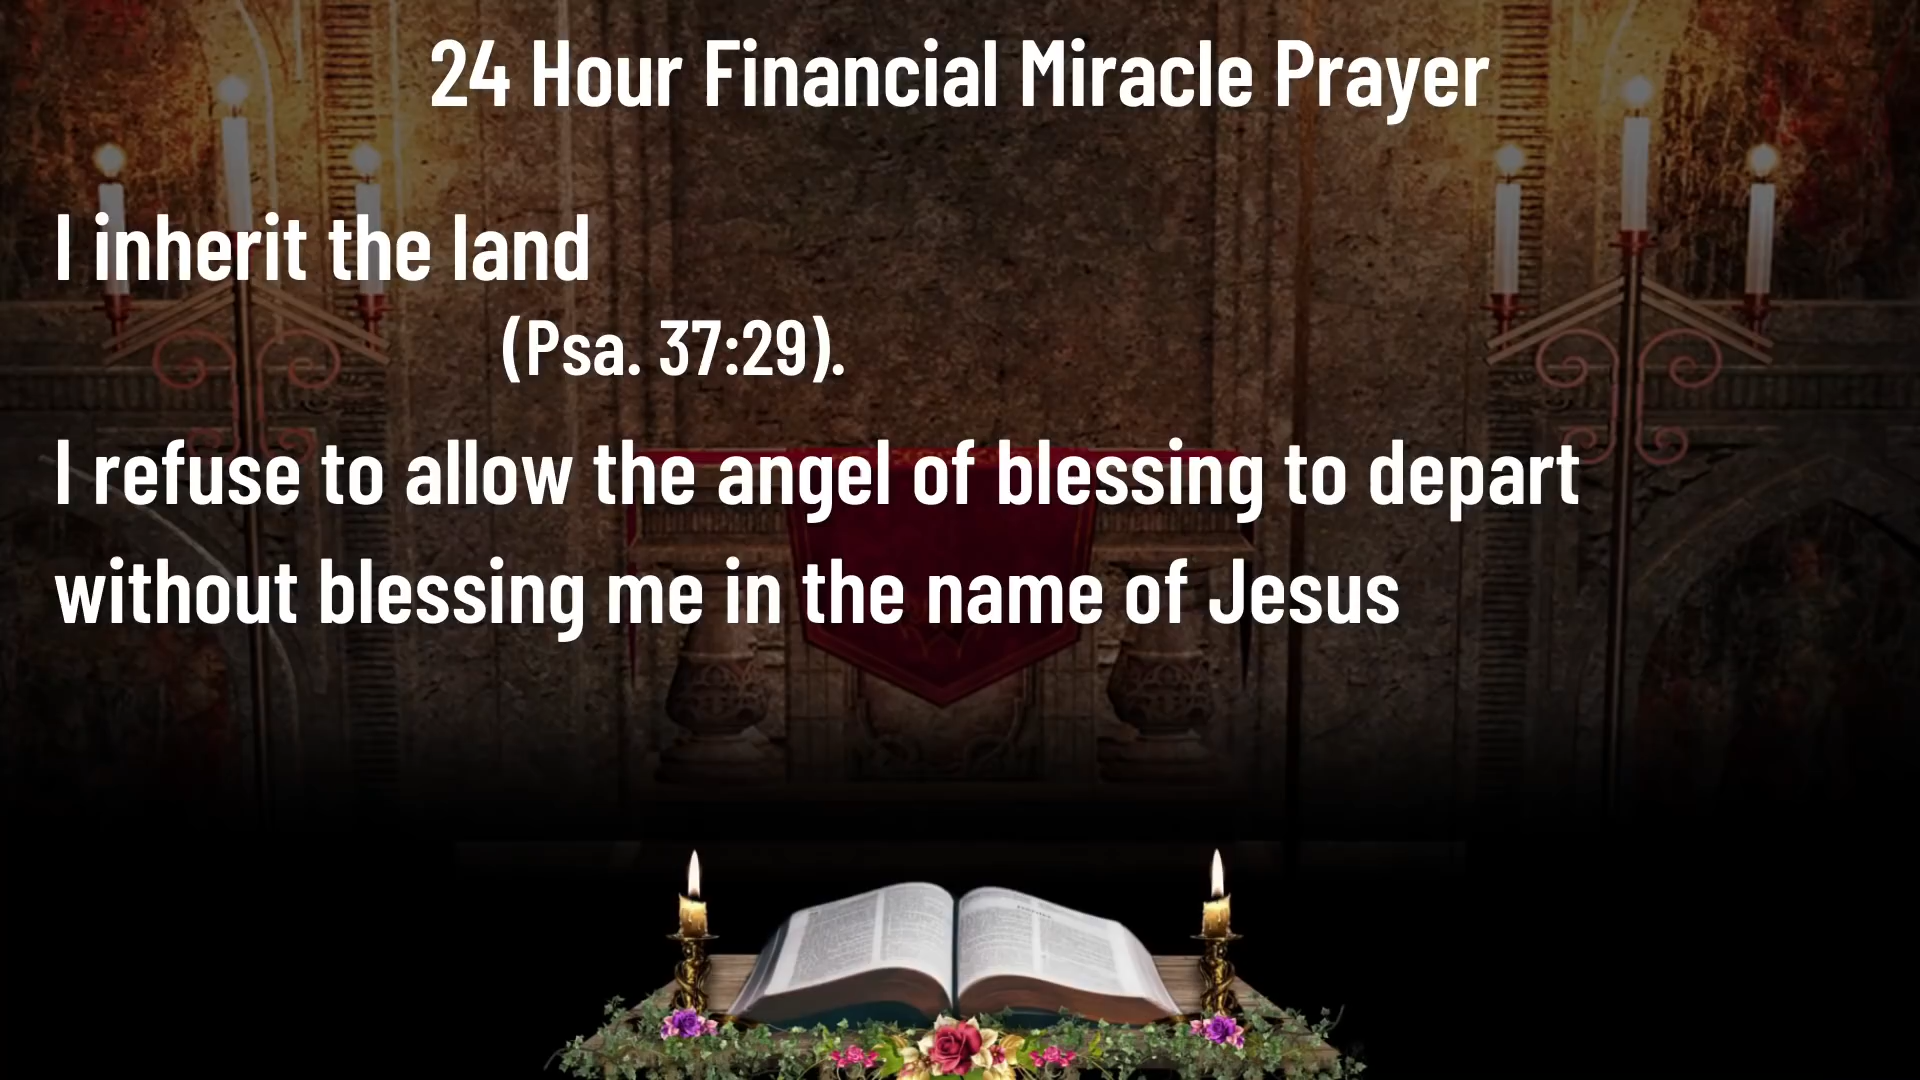 24 Hour Financial Miracle Prayer
I inherit the land
(Psa. 37:29).
I refuse to allow the angel of blessing to depart
without blessing me in the name of Jesus